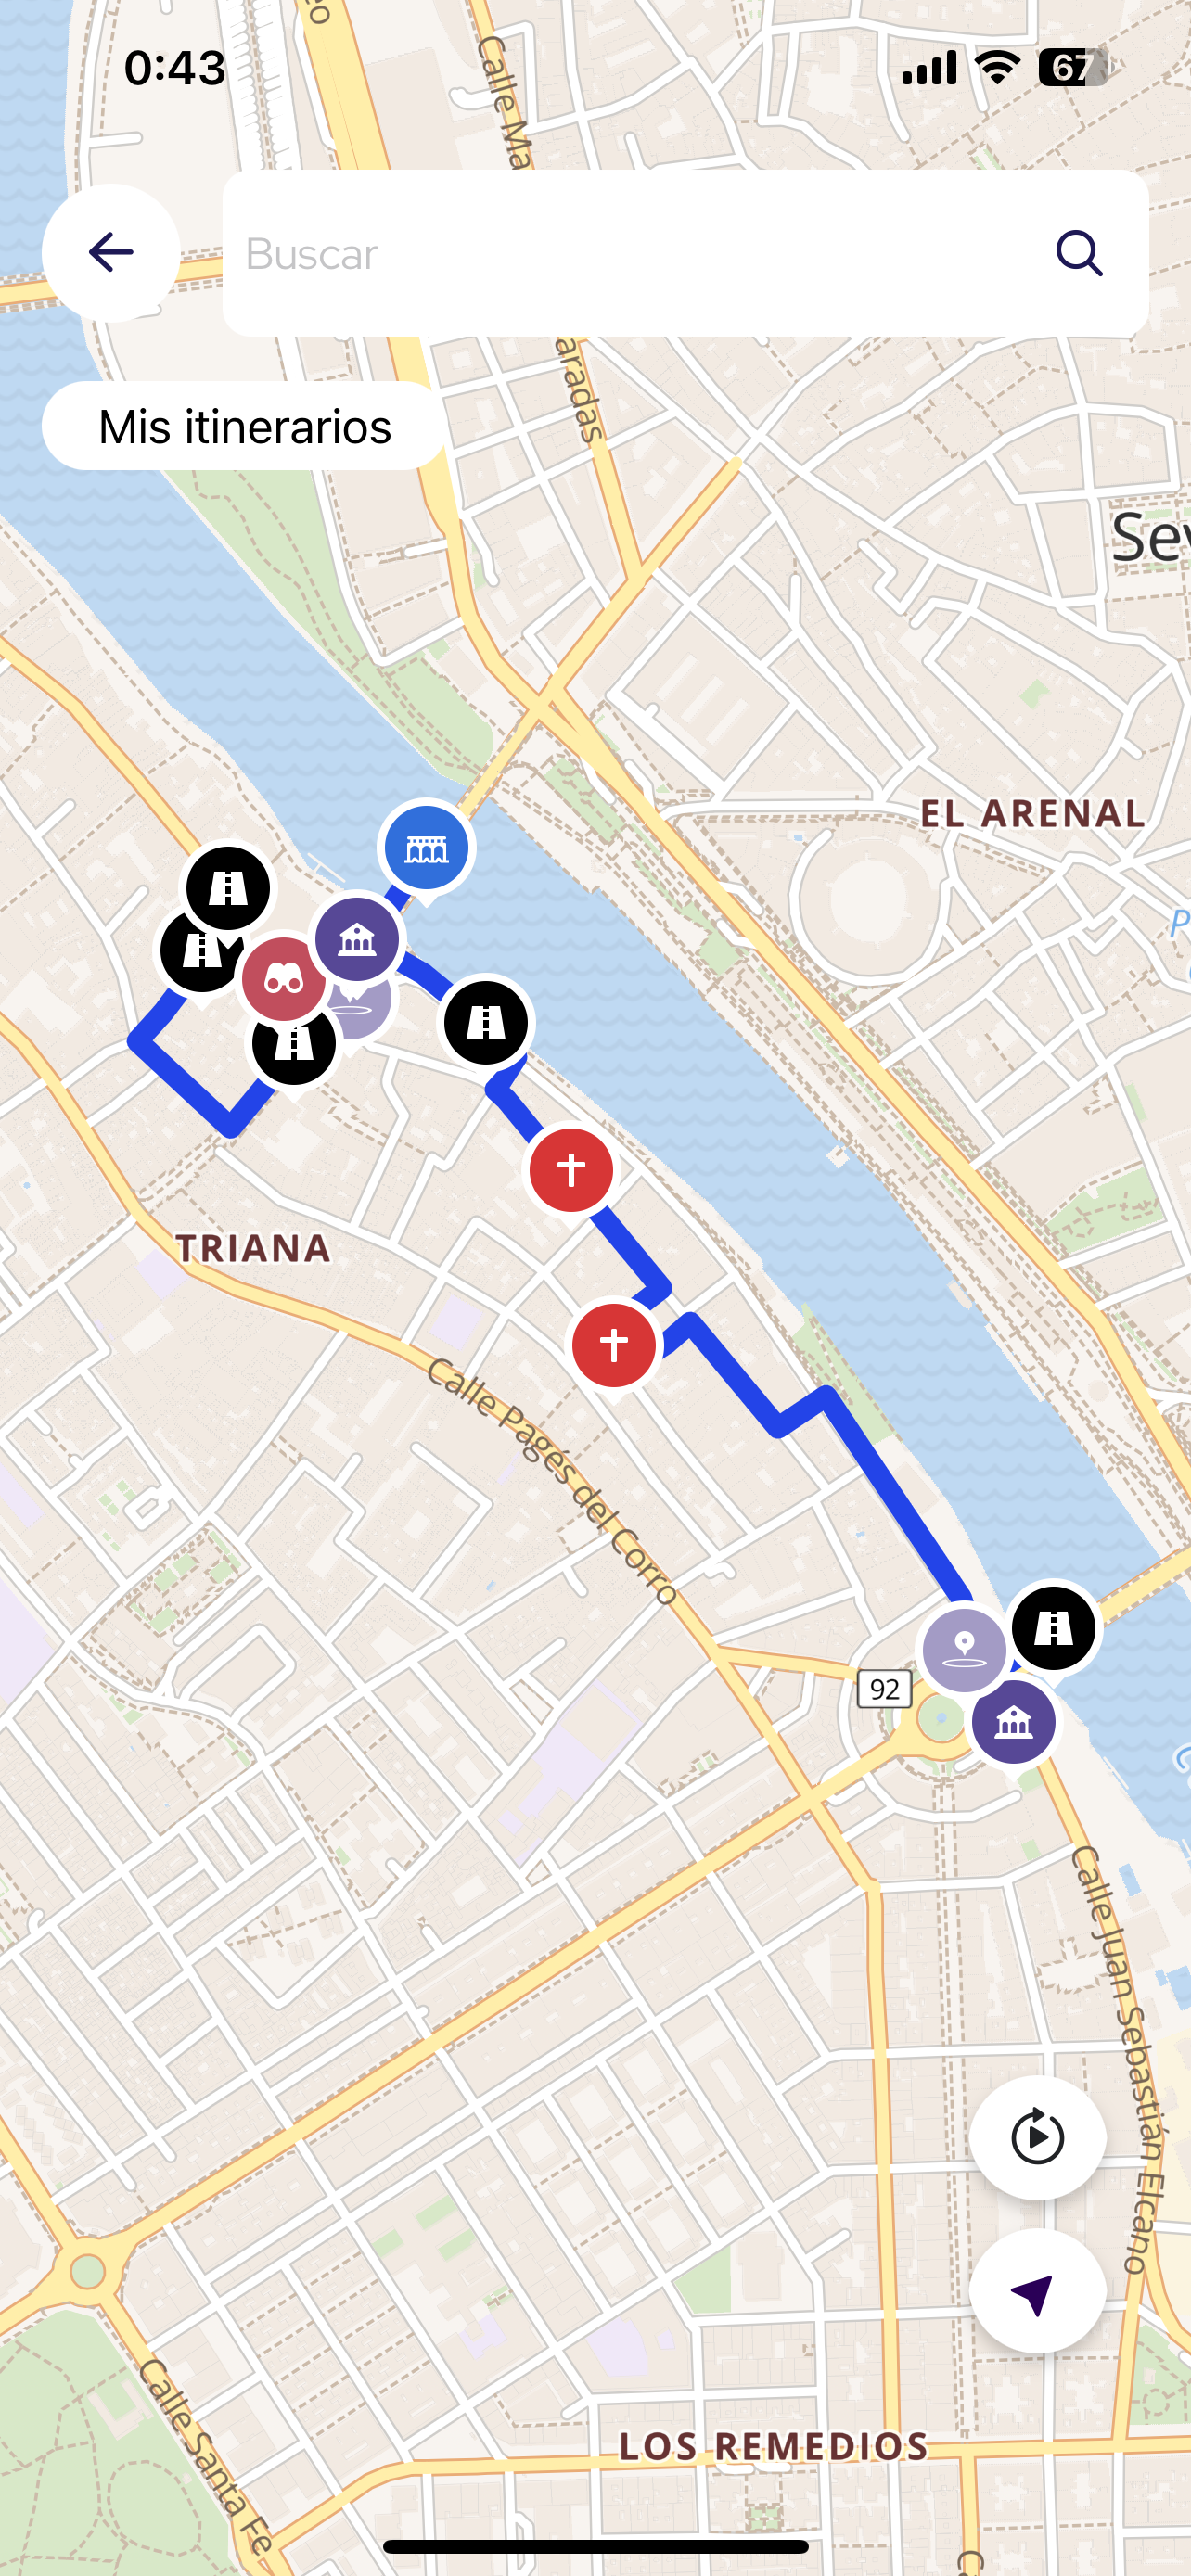 0:43
67
Calle Ma
Buscar
aradas
Mis itinerarios
Sev
EL ARENAL
P
TRIANA
Calle Pagés del Corro
92
Calle Juan Sebastián Elcano
Calle Santa Fe
LOS REMEDIOS
C